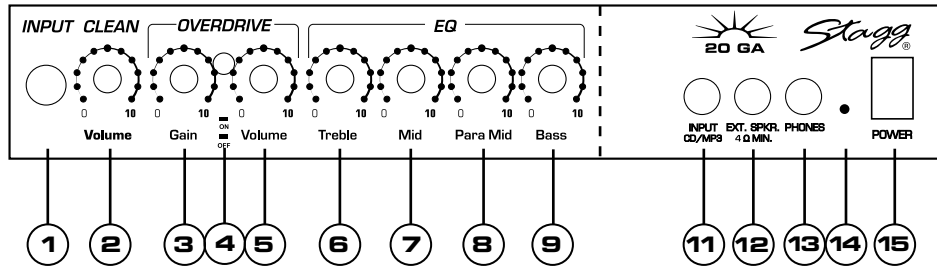 INPUT CLEAN OVERDRIVE EQ
20 GA Stagg ®
0 10 0 10 0 10 0 10 0 10 0 10 0 10
Volume Gain ON OFF Volume Treble Mid Para Mid Bass
INPUT CD/MP3 EXT. SPKR. 4 Ω MIN. PHONES POWER
1 2 3 4 5 6 7 8 9 11 12 13 14 15